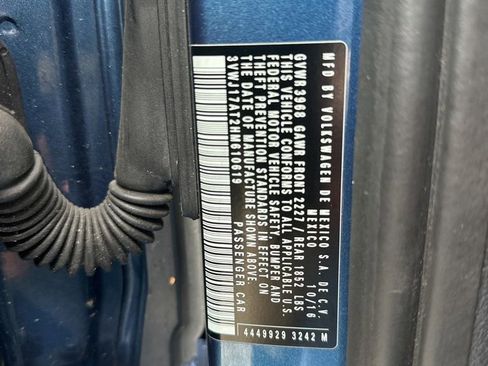 MFD BY VOLKSWAGEN DE MEXICO S.A. DE C.V.
MEXICO 10/16
GVWR 3968 GAWR FRONT 2227 / REAR 1852 LBS
THIS VEHICLE CONFORMS TO ALL APPLICABLE U.S.
FEDERAL MOTOR VEHICLE SAFETY, BUMPER AND
THEFT PREVENTION STANDARDS IN EFFECT ON
THE DATE OF MANUFACTURE SHOWN ABOVE.
3VWJ17AT2HM610619 PASSENGER CAR
4449929 3242 M